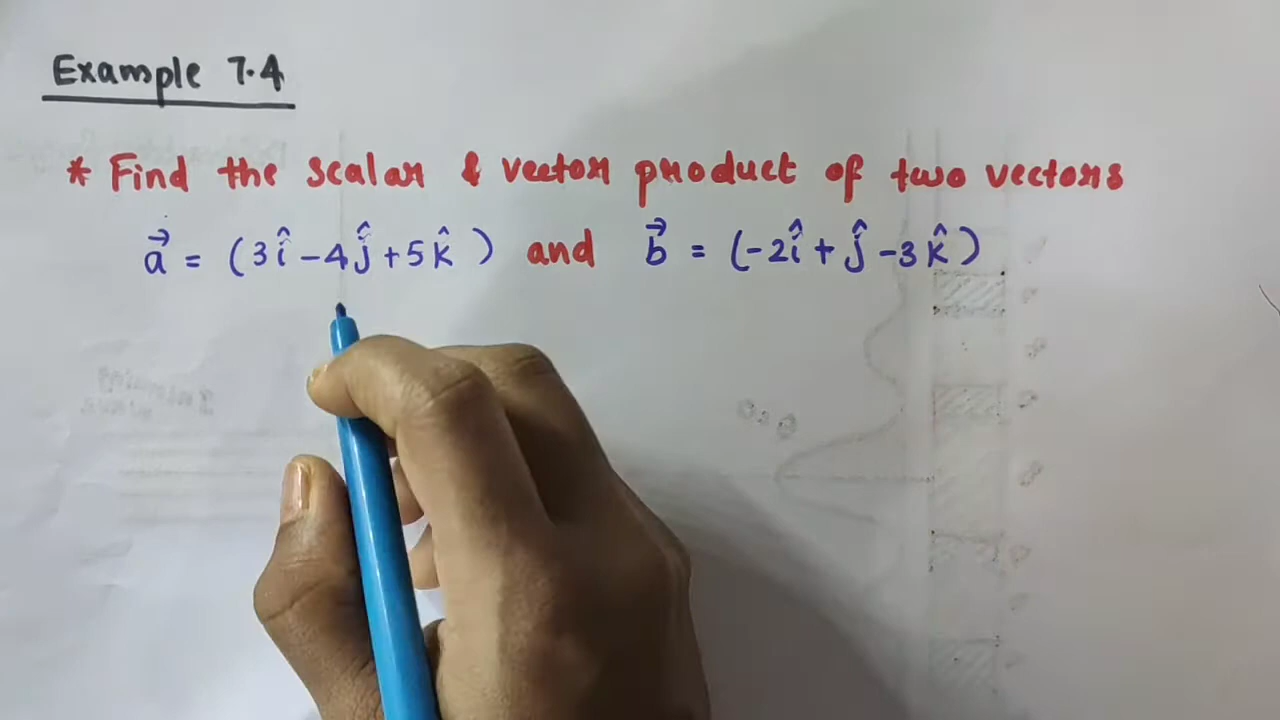 Example 7.4
* Find the scalar & vector product of two vectors
a⃗ = (3î - 4ĵ + 5k̂) and b⃗ = (-2î + ĵ - 3k̂)